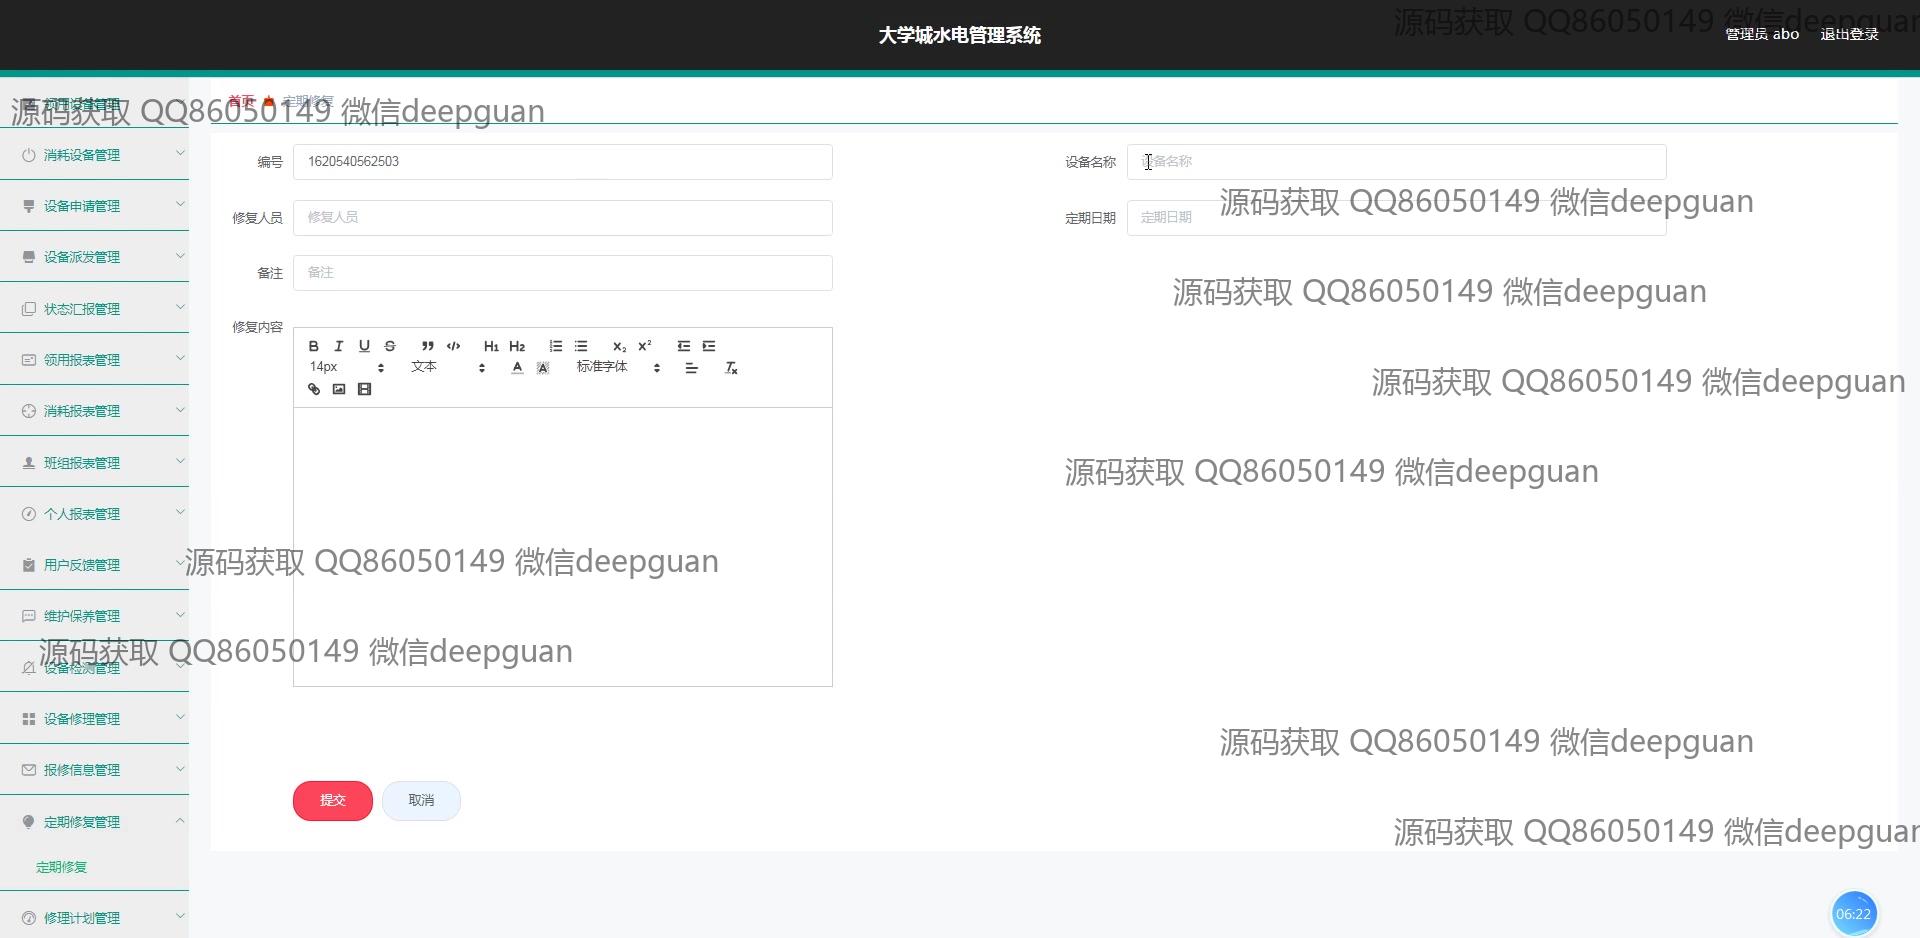 大学城水电管理系统
源码获取 QQ86050149 微信deepguan
管理员 abo
退出登录
领用设备管理
首页
定期修复
源码获取 QQ86050149 微信deepguan
消耗设备管理
编号
1620540562503
设备名称
设备名称
设备申请管理
修复人员
修复人员
定期日期
定期日期
源码获取 QQ86050149 微信deepguan
设备派发管理
备注
备注
源码获取 QQ86050149 微信deepguan
状态汇报管理
修复内容
B I U S H1 H2 X2 X2
14px
文本
标准字体
领用报表管理
源码获取 QQ86050149 微信deepguan
消耗报表管理
班组报表管理
源码获取 QQ86050149 微信deepguan
个人报表管理
用户反馈管理
源码获取 QQ86050149 微信deepguan
维护保养管理
设备检测管理
源码获取 QQ86050149 微信deepguan
设备修理管理
源码获取 QQ86050149 微信deepguan
报修信息管理
提交
取消
定期修复管理
源码获取 QQ86050149 微信deepguan
定期修复
修理计划管理
06:22